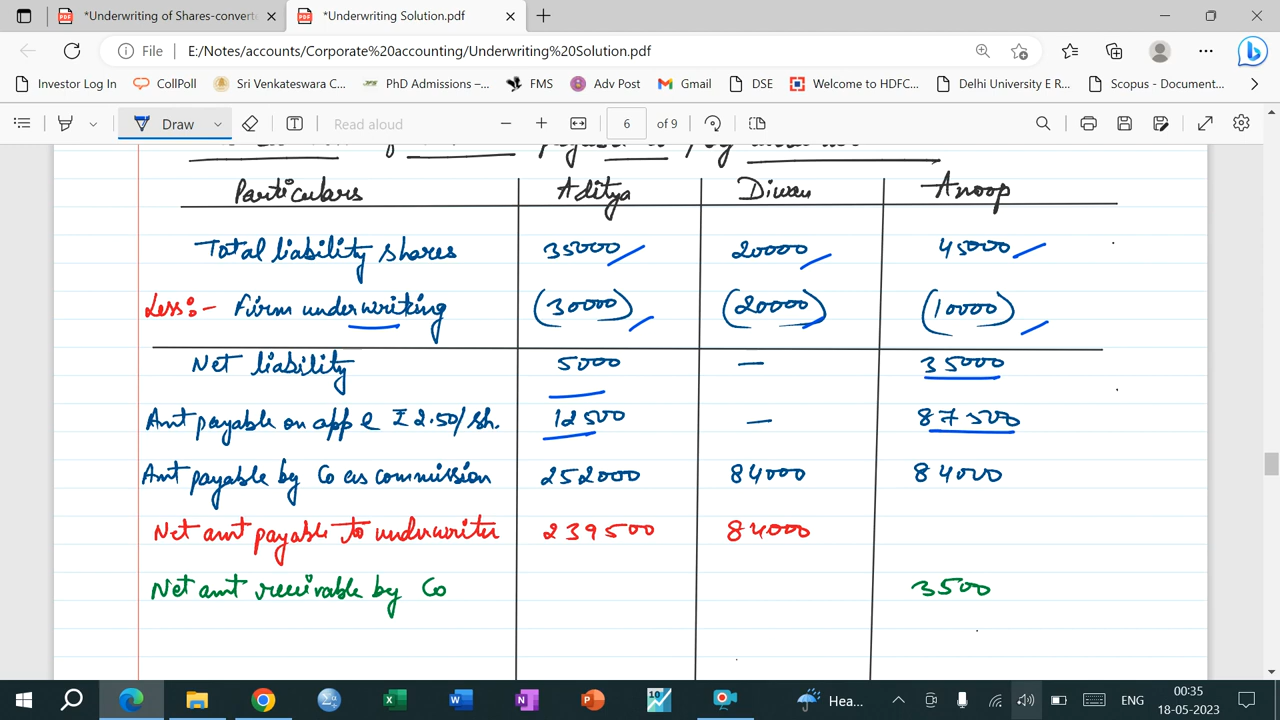 *Underwriting of Shares-converte
*Underwriting Solution.pdf
File E:/Notes/accounts/Corporate%20accounting/Underwriting%20Solution.pdf
Investor Log In CollPoll Sri Venkateswara C... PhD Admissions –... FMS Adv Post Gmail DSE Welcome to HDFC... Delhi University E R... Scopus - Document...
Draw Read aloud 6 of 9
Particulars Aditya Diwan Anoop
Total liability shares 35000 20000 45000
Less:- Firm underwriting (30000) (20000) (10000)
Net liability 5000 — 35000
Amt payable on app @ ₹2.50/sh. 12500 — 87500
Amt payable by Co as commission 252000 84000 84000
Net amt payable to underwriter 239500 84000
Net amt receivable by Co 3500
Hea...
ENG
00:35
18-05-2023